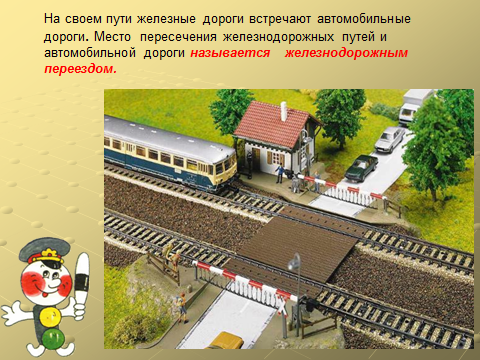 На своем пути железные дороги встречают автомобильные
дороги. Место пересечения железнодорожных путей и
автомобильной дороги называется железнодорожным
переездом.